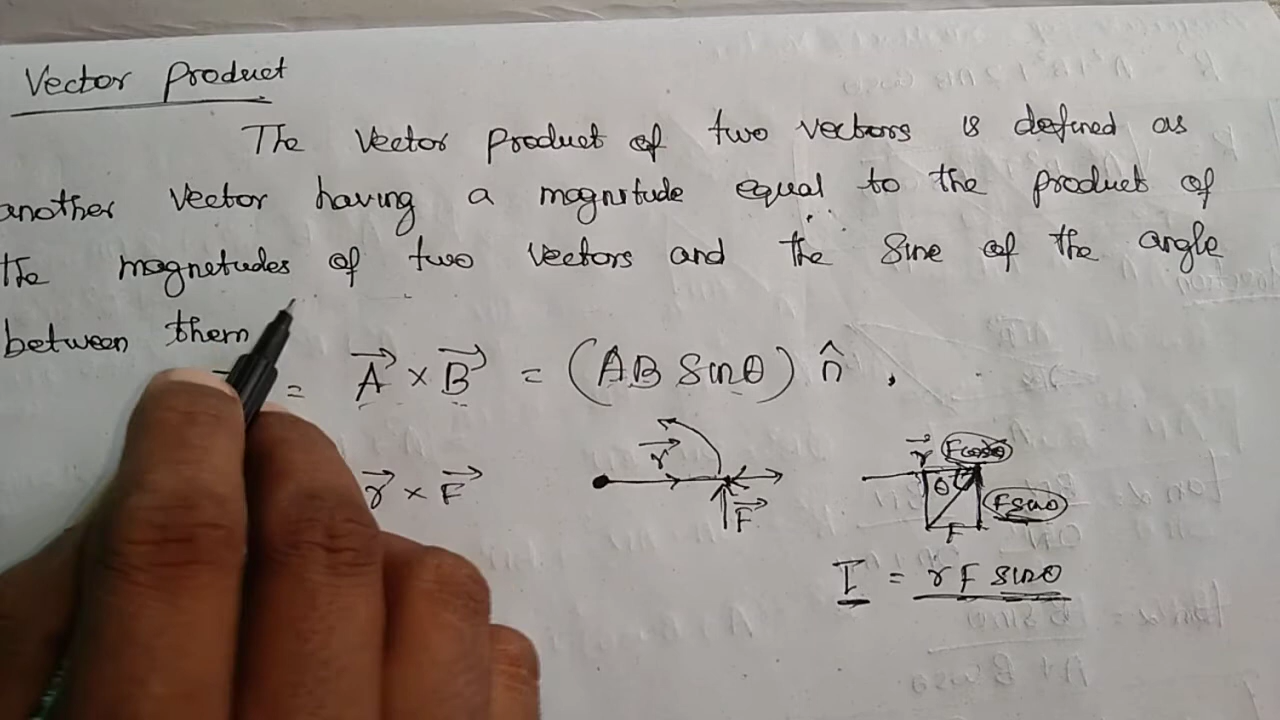 Vector product
The vector product of two vectors is defined as
another vector having a magnitude equal to the product of
the magnetudes of two vectors and the sine of the angle
between them
= A⃗ × B⃗ = (AB Sinθ) n̂ .
r⃗ × F⃗
r⃗
F⃗
r⃗ Fcosθ
θ
Fsinθ
F
= r F sinθ